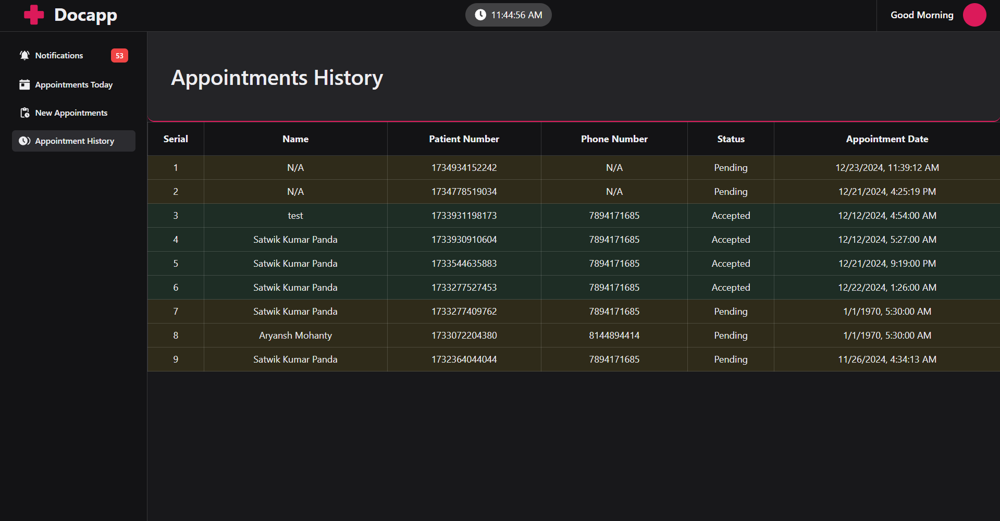 Docapp
11:44:56 AM
Good Morning
Notifications 53
Appointments Today
New Appointments
Appointment History
Appointments History
Serial Name Patient Number Phone Number Status Appointment Date
1 N/A 1734934152242 N/A Pending 12/23/2024, 11:39:12 AM
2 N/A 1734778519034 N/A Pending 12/21/2024, 4:25:19 PM
3 test 1733931198173 7894171685 Accepted 12/12/2024, 4:54:00 AM
4 Satwik Kumar Panda 1733930910604 7894171685 Accepted 12/12/2024, 5:27:00 AM
5 Satwik Kumar Panda 1733544635883 7894171685 Accepted 12/21/2024, 9:19:00 PM
6 Satwik Kumar Panda 1733277527453 7894171685 Accepted 12/22/2024, 1:26:00 AM
7 Satwik Kumar Panda 1733277409762 7894171685 Pending 1/1/1970, 5:30:00 AM
8 Aryansh Mohanty 1733072204380 8144894414 Pending 1/1/1970, 5:30:00 AM
9 Satwik Kumar Panda 1732364044044 7894171685 Pending 11/26/2024, 4:34:13 AM